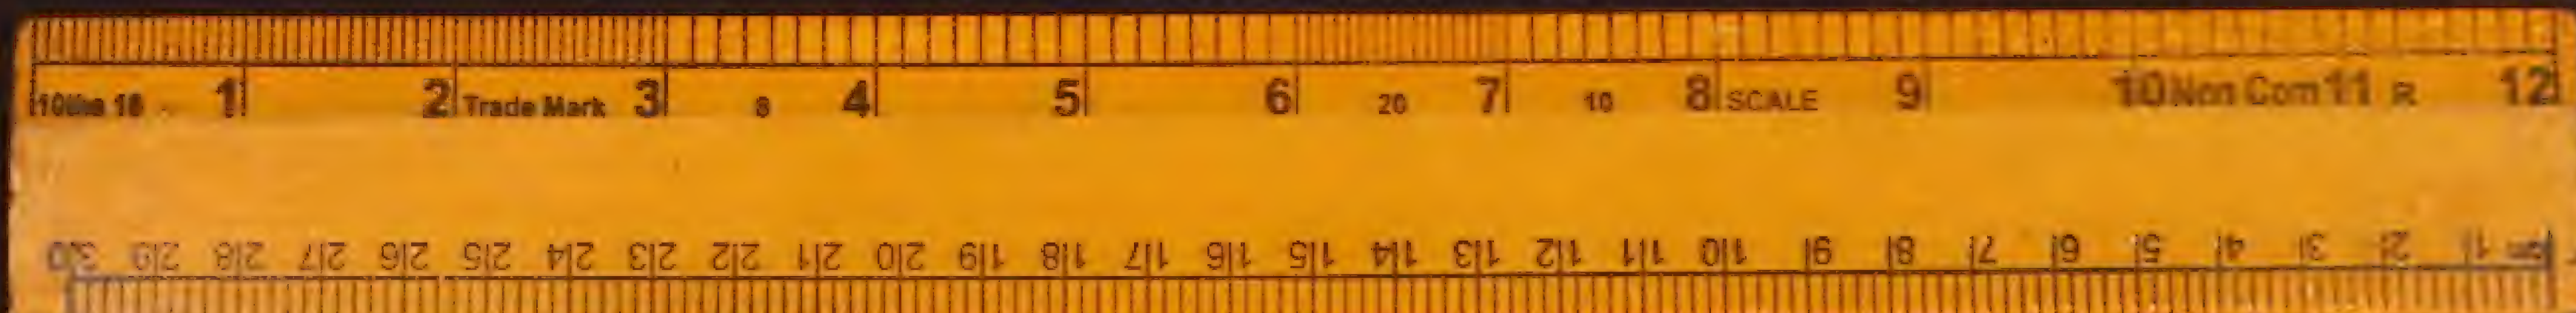 10ths 16 1 2 Trade Mark 3 8 4 5 6 20 7 10 8 SCALE 9 10 Non Com 11 R 12
30 29 28 27 26 25 24 23 22 21 20 19 18 17 16 15 14 13 12 11 10 9 8 7 6 5 4 3 2 1 cm